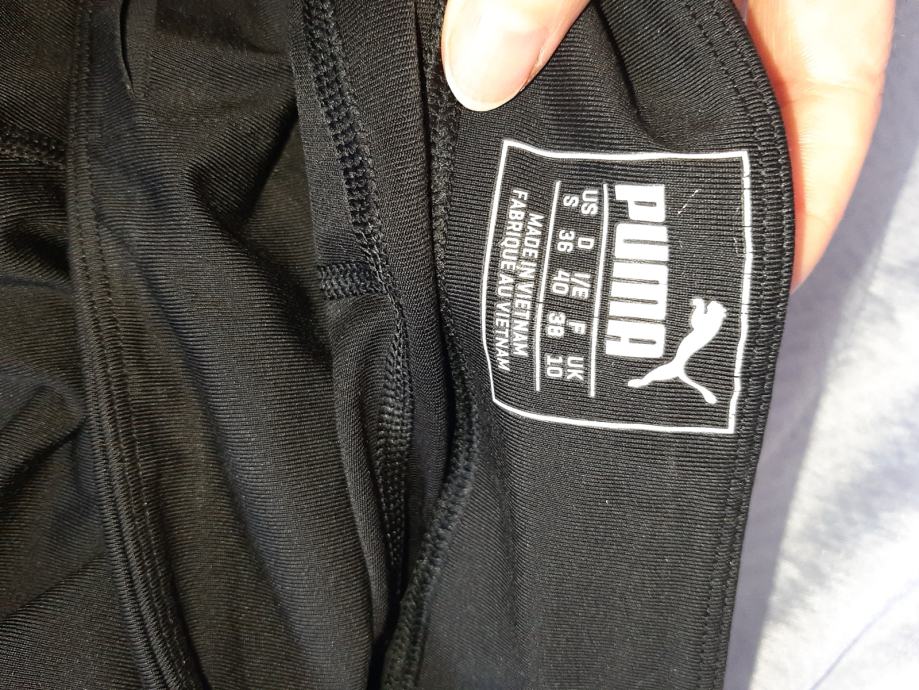 PUMA
US D I/E F UK
S 36 40 38 10
MADE IN VIETNAM
FABRIQUE AU VIETNAM